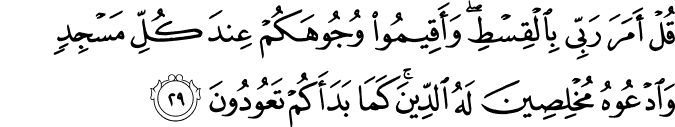 قُلۡ أَمَرَ رَبِّي بِٱلۡقِسۡطِۖ وَأَقِيمُواْ وُجُوهَكُمۡ عِندَ كُلِّ مَسۡجِدٖ
وَٱدۡعُوهُ مُخۡلِصِينَ لَهُ ٱلدِّينَۚ كَمَا بَدَأَكُمۡ تَعُودُونَ ٢٩